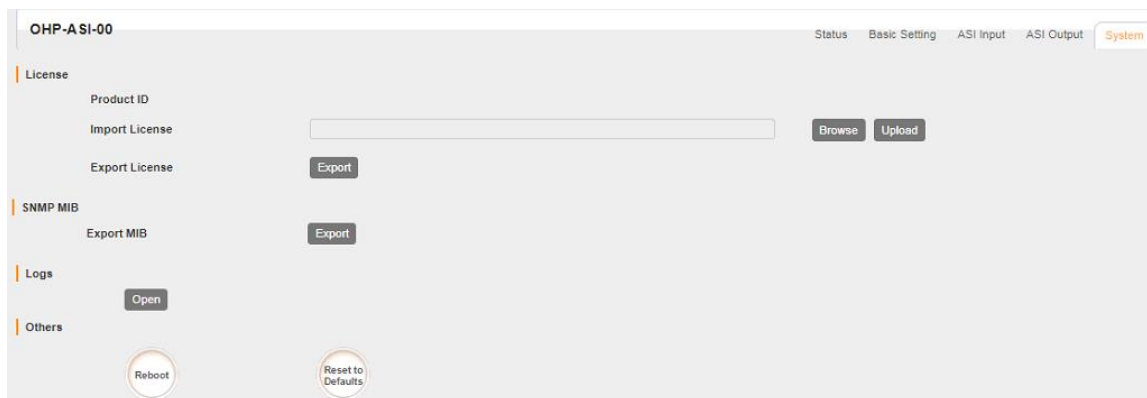 OHP-ASI-00
Status Basic Setting ASI Input ASI Output System
License
Product ID
Import License Browse Upload
Export License Export
SNMP MIB
Export MIB Export
Logs
Open
Others
Reboot Reset to
Defaults